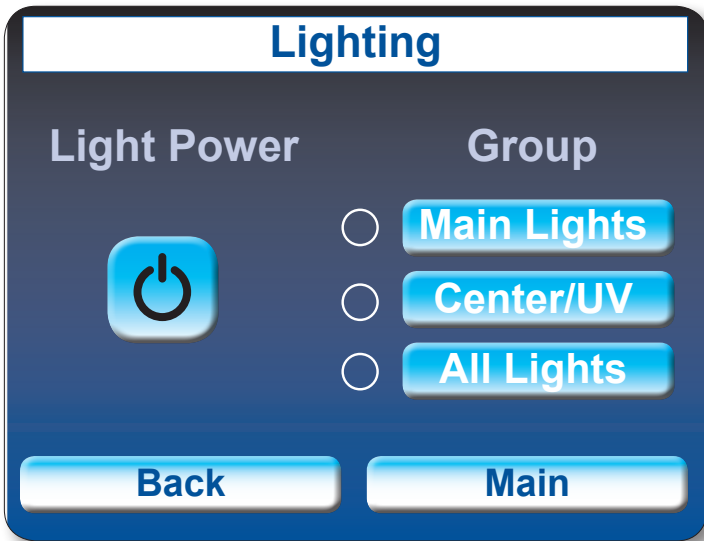 Lighting
Light Power
Group
Main Lights
Center/UV
All Lights
Back
Main